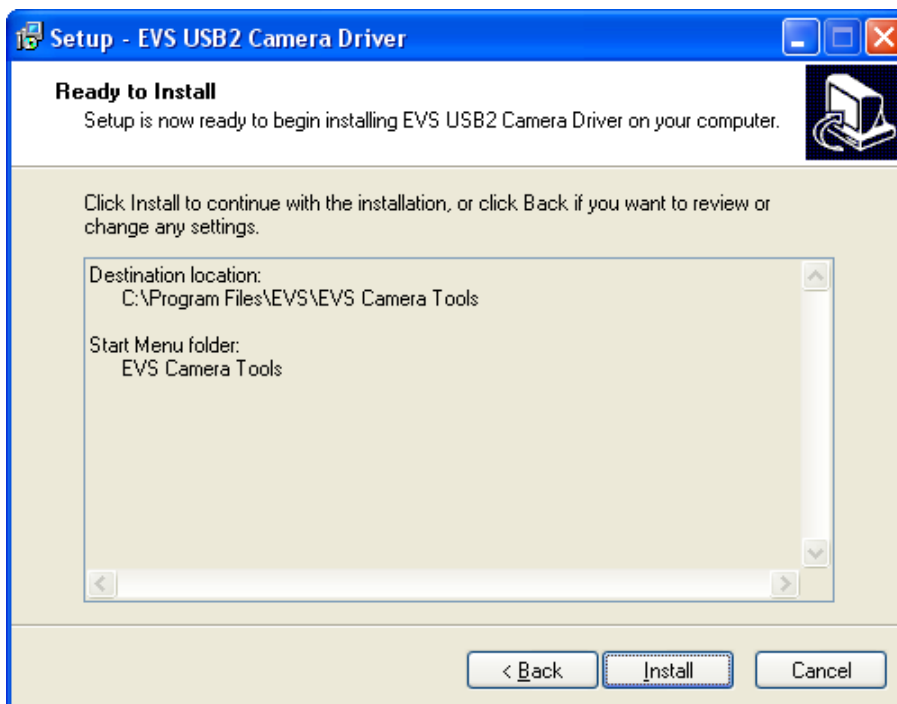 Setup - EVS USB2 Camera Driver
Ready to Install
Setup is now ready to begin installing EVS USB2 Camera Driver on your computer.
Click Install to continue with the installation, or click Back if you want to review or
change any settings.
Destination location:
C:\Program Files\EVS\EVS Camera Tools
Start Menu folder:
EVS Camera Tools
< Back
Install
Cancel